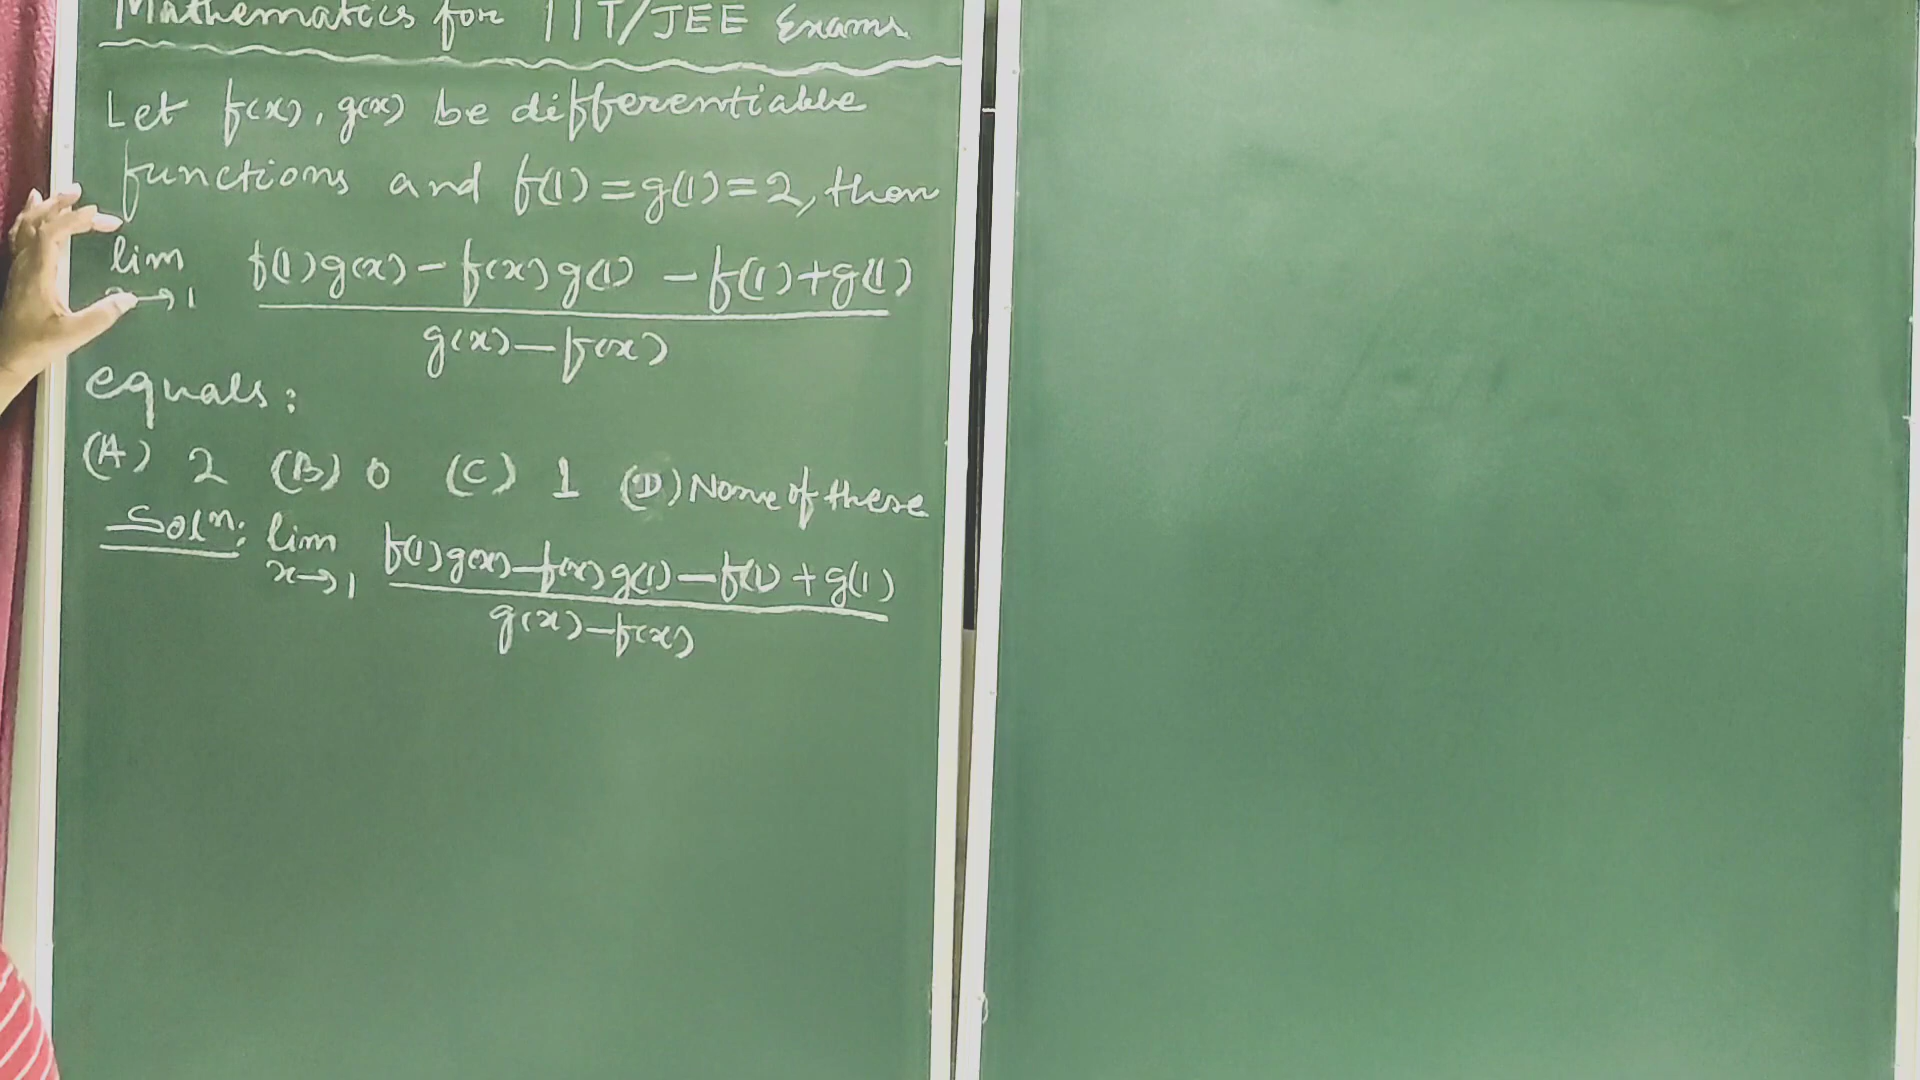 Mathematics for IIT/JEE Exams
Let f(x), g(x) be differentiable
functions and f(1)=g(1)=2, then
lim f(1)g(x)-f(x)g(1)-f(1)+g(1)
x→1
g(x)-f(x)
equals:
(A) 2 (B) 0 (C) 1 (D) None of these
Solⁿ: lim f(1)g(x)-f(x)g(1)-f(1)+g(1)
x→1
g(x)-f(x)